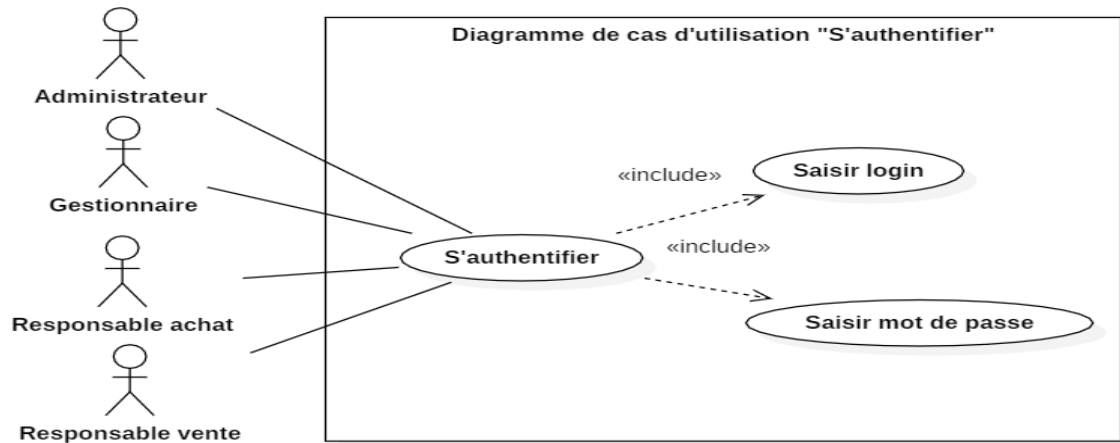 Diagramme de cas d'utilisation "S'authentifier"
Administrateur
Gestionnaire
Responsable achat
Responsable vente
S'authentifier
«include»
Saisir login
«include»
Saisir mot de passe